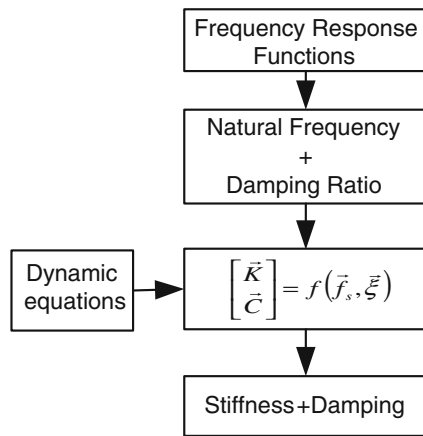 Frequency Response
Functions
Natural Frequency
+
Damping Ratio
Dynamic
equations
[K⃗ C⃗] = f(f⃗ₛ, ξ⃗)
Stiffness+Damping